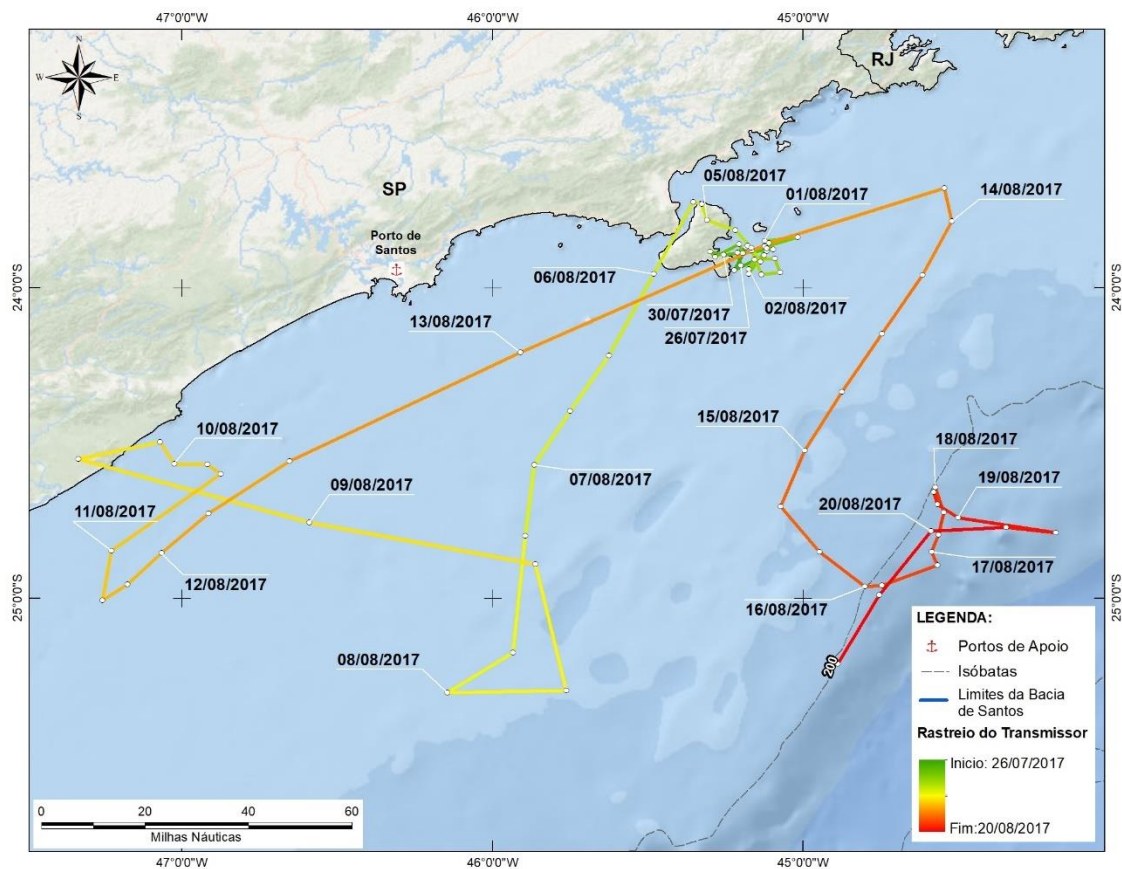 47°0'0"W
46°0'0"W
45°0'0"W
N
W
E
S
RJ
SP
Porto de
Santos
05/08/2017
01/08/2017
14/08/2017
06/08/2017
30/07/2017
26/07/2017
02/08/2017
24°0'0"S
24°0'0"S
13/08/2017
10/08/2017
15/08/2017
07/08/2017
18/08/2017
09/08/2017
19/08/2017
11/08/2017
20/08/2017
12/08/2017
17/08/2017
16/08/2017
25°0'0"S
25°0'0"S
08/08/2017
200
LEGENDA:
Portos de Apoio
Isóbatas
Limites da Bacia
de Santos
Rastreio do Transmissor
Inicio: 26/07/2017
Fim:20/08/2017
0
20
40
60
Milhas Náuticas
47°0'0"W
46°0'0"W
45°0'0"W